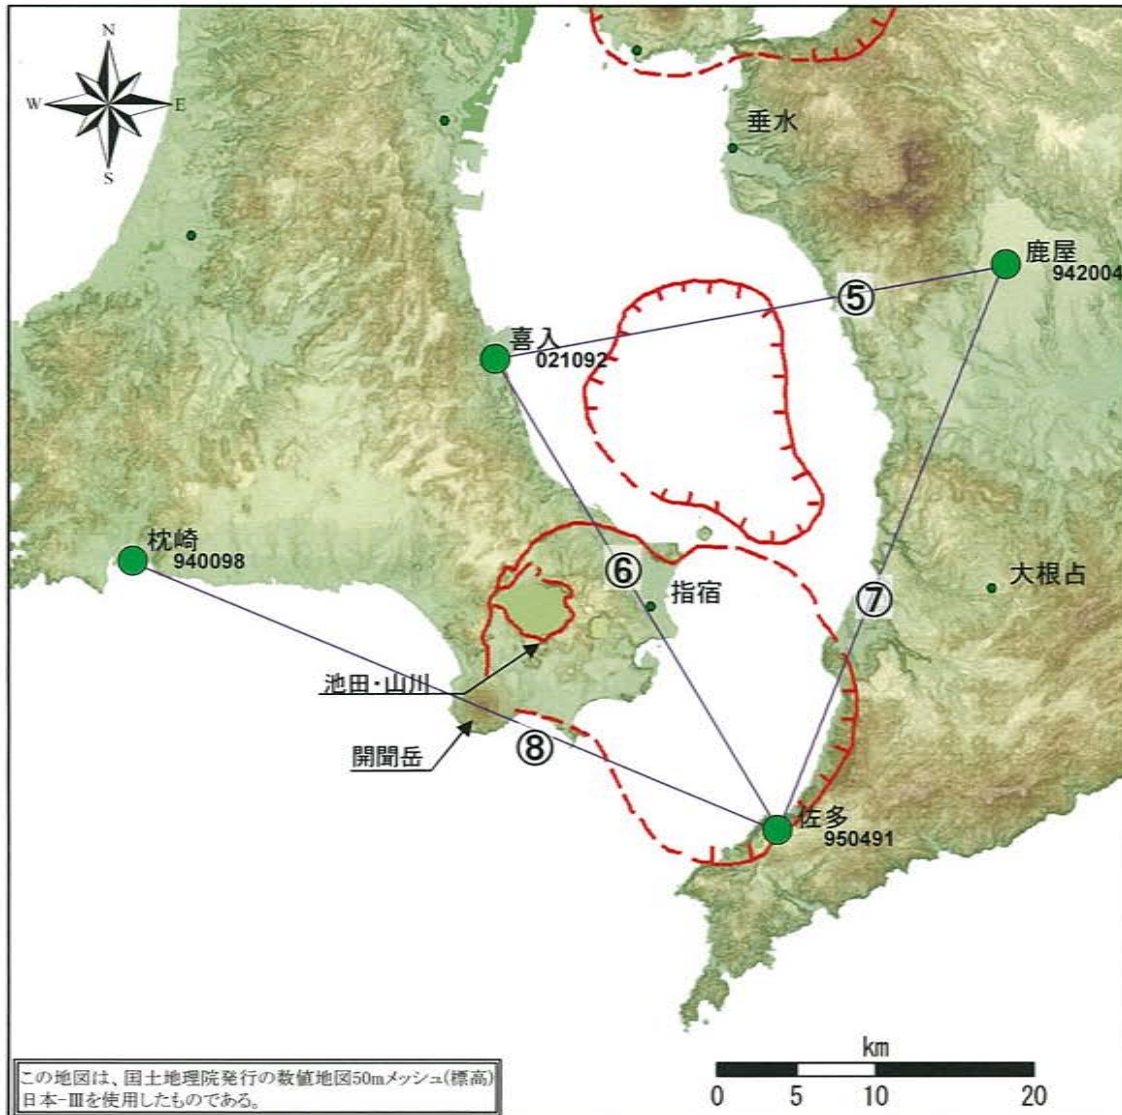 N
W
E
S
垂水
鹿屋
942004
⑤
喜入
021092
枕崎
940098
⑥
指宿
⑦
大根占
池田・山川
開聞岳
⑧
佐多
950491
km
0 5 10 20
この地図は、国土地理院発行の数値地図50mメッシュ(標高)
日本-Ⅲを使用したものである。